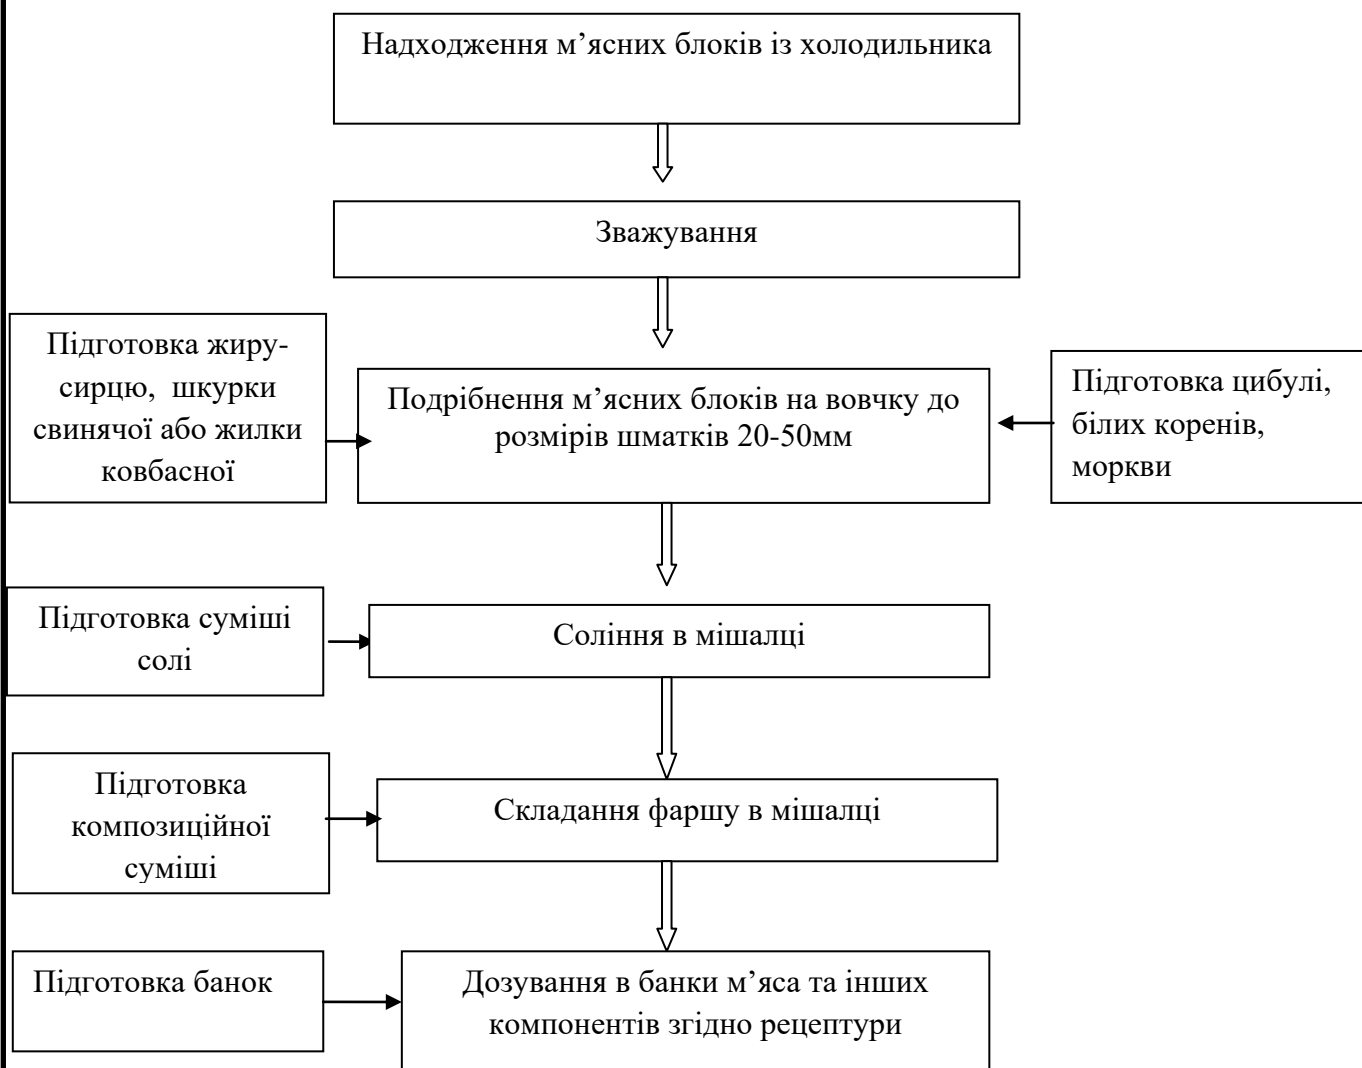 Надходження м’ясних блоків із холодильника
Зважування
Підготовка жиру-
сирцю, шкурки
свинячої або жилки
ковбасної
Подрібнення м’ясних блоків на вовчку до
розмірів шматків 20-50мм
Підготовка цибулі,
білих коренів,
моркви
Підготовка суміші
солі
Соління в мішалці
Підготовка
композиційної
суміші
Складання фаршу в мішалці
Підготовка банок
Дозування в банки м’яса та інших
компонентів згідно рецептури